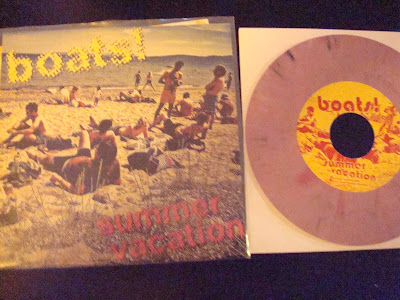 boats!
summer
vacation
boats!
summer
vacation